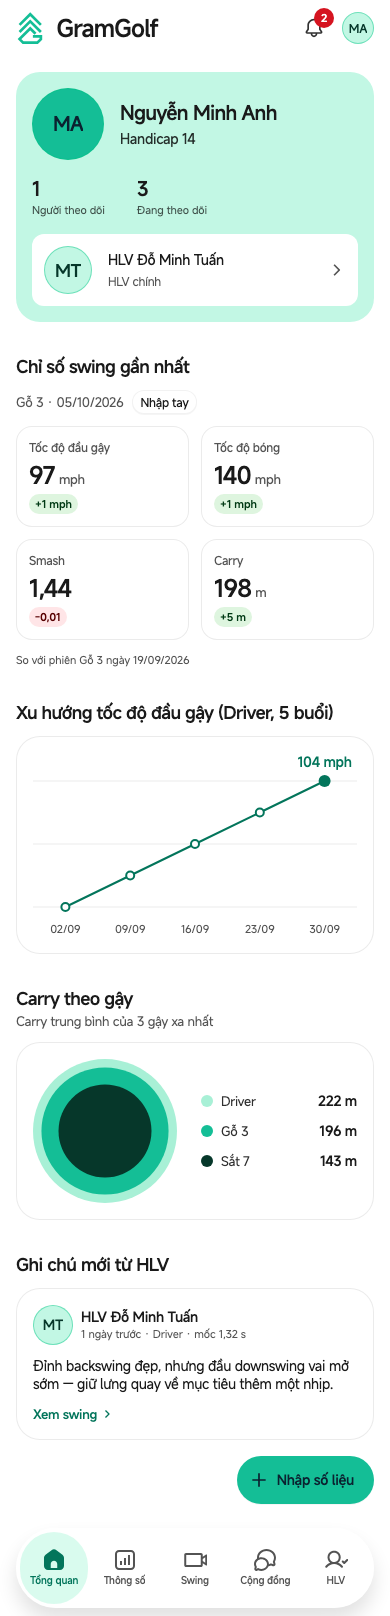 GramGolf
2
MA
MA
Nguyễn Minh Anh
Handicap 14
1
3
Người theo dõi
Đang theo dõi
MT
HLV Đỗ Minh Tuấn
HLV chính
Chỉ số swing gần nhất
Gỗ 3 · 05/10/2026 Nhập tay
Tốc độ đầu gậy
97 mph
+1 mph
Tốc độ bóng
140 mph
+1 mph
Smash
1,44
−0,01
Carry
198 m
+5 m
So với phiên Gỗ 3 ngày 19/09/2026
Xu hướng tốc độ đầu gậy (Driver, 5 buổi)
104 mph
02/09 09/09 16/09 23/09 30/09
Carry theo gậy
Carry trung bình của 3 gậy xa nhất
Driver 222 m
Gỗ 3 196 m
Sắt 7 143 m
Ghi chú mới từ HLV
MT
HLV Đỗ Minh Tuấn
1 ngày trước · Driver · mốc 1,32 s
Đỉnh backswing đẹp, nhưng đầu downswing vai mở
sớm — giữ lưng quay về mục tiêu thêm một nhịp.
Xem swing
Nhập số liệu
Tổng quan
Thông số
Swing
Cộng đồng
HLV